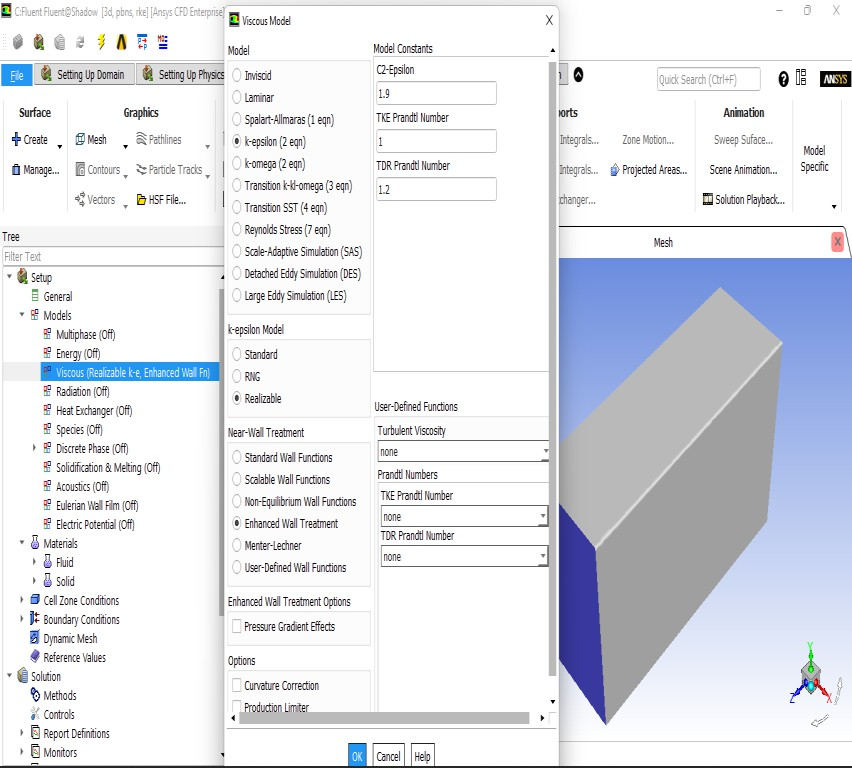 C:Fluent Fluent@Shadow [3d, pbns, rke] [Ansys CFD Enterprise]
File
Setting Up Domain
Setting Up Physics
Quick Search (Ctrl+F)
ANSYS
Surface
Create
Manage...
Graphics
Mesh
Contours
Vectors
Pathlines
Particle Tracks
HSF File...
orts
Integrals...
Integrals...
changer...
Zone Motion...
Projected Areas...
Animation
Sweep Suface...
Scene Animation...
Solution Playback...
Model
Specific
Tree
Filter Text
Setup
General
Models
Multiphase (Off)
Energy (Off)
Viscous (Realizable k-e, Enhanced Wall Fn)
Radiation (Off)
Heat Exchanger (Off)
Species (Off)
Discrete Phase (Off)
Solidification & Melting (Off)
Acoustics (Off)
Eulerian Wall Film (Off)
Electric Potential (Off)
Materials
Fluid
Solid
Cell Zone Conditions
Boundary Conditions
Dynamic Mesh
Reference Values
Solution
Methods
Controls
Report Definitions
Monitors
Viscous Model
X
Model
Inviscid
Laminar
Spalart-Allmaras (1 eqn)
k-epsilon (2 eqn)
k-omega (2 eqn)
Transition k-kl-omega (3 eqn)
Transition SST (4 eqn)
Reynolds Stress (7 eqn)
Scale-Adaptive Simulation (SAS)
Detached Eddy Simulation (DES)
Large Eddy Simulation (LES)
k-epsilon Model
Standard
RNG
Realizable
Near-Wall Treatment
Standard Wall Functions
Scalable Wall Functions
Non-Equilibrium Wall Functions
Enhanced Wall Treatment
Menter-Lechner
User-Defined Wall Functions
Enhanced Wall Treatment Options
Pressure Gradient Effects
Options
Curvature Correction
Production Limiter
Model Constants
C2-Epsilon
1.9
TKE Prandtl Number
1
TDR Prandtl Number
1.2
User-Defined Functions
Turbulent Viscosity
none
Prandtl Numbers
TKE Prandtl Number
none
TDR Prandtl Number
none
OK
Cancel
Help
Mesh
X
Y
Z
X